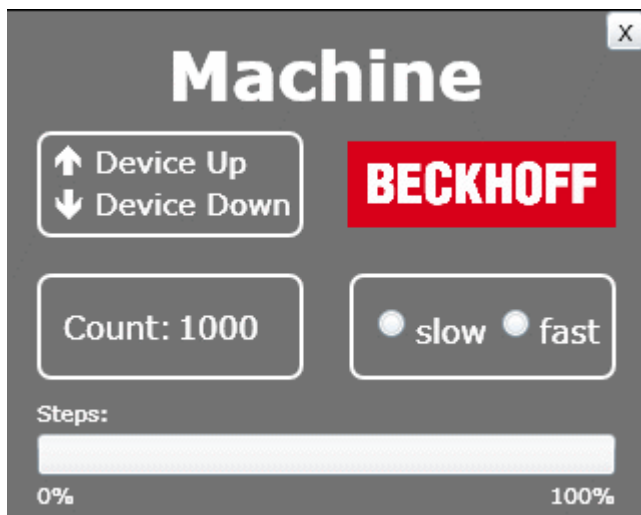 X
Machine
Device Up
Device Down
BECKHOFF
Count: 1000
slow fast
Steps:
0% 100%